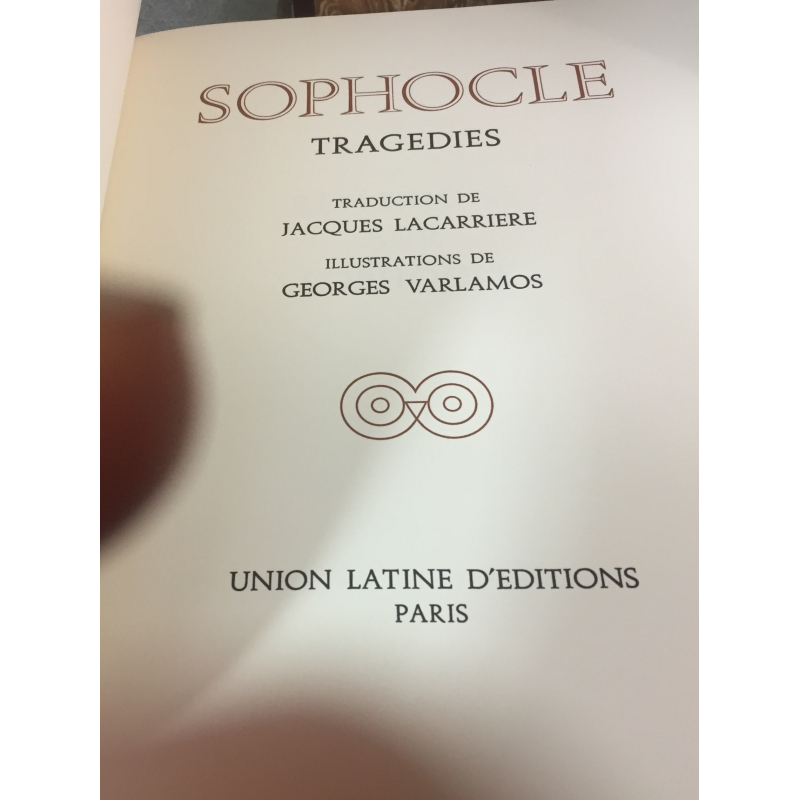 SOPHOCLE
TRAGEDIES
TRADUCTION DE
JACQUES LACARRIERE
ILLUSTRATIONS DE
GEORGES VARLAMOS
UNION LATINE D'EDITIONS
PARIS